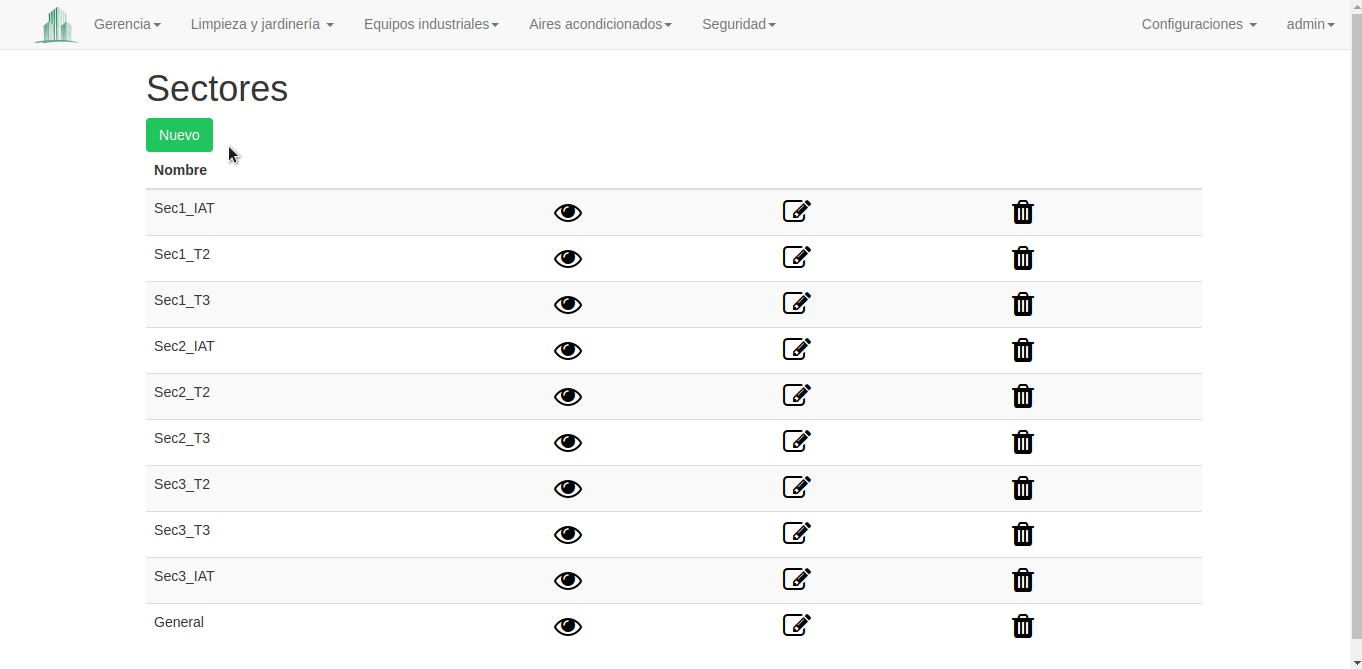 Gerencia Limpieza y jardinería Equipos industriales Aires acondicionados Seguridad Configuraciones admin
Sectores
Nuevo
Nombre
Sec1_IAT
Sec1_T2
Sec1_T3
Sec2_IAT
Sec2_T2
Sec2_T3
Sec3_T2
Sec3_T3
Sec3_IAT
General